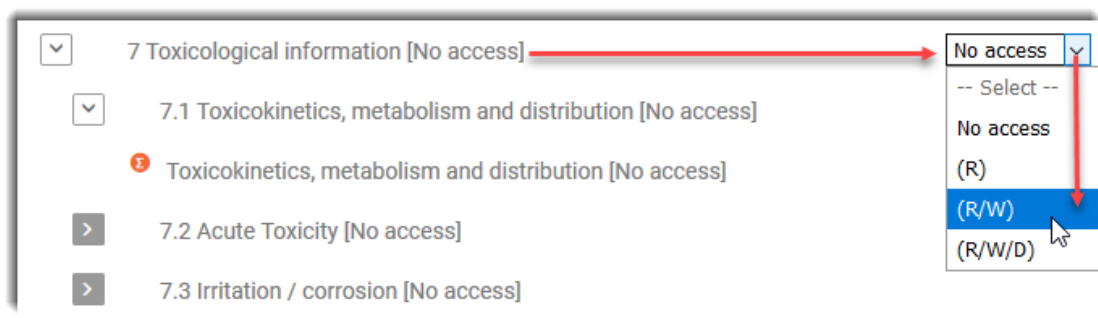 7 Toxicological information [No access]
No access
-- Select --
7.1 Toxicokinetics, metabolism and distribution [No access]
No access
(R)
Σ Toxicokinetics, metabolism and distribution [No access]
(R/W)
7.2 Acute Toxicity [No access]
(R/W/D)
7.3 Irritation / corrosion [No access]